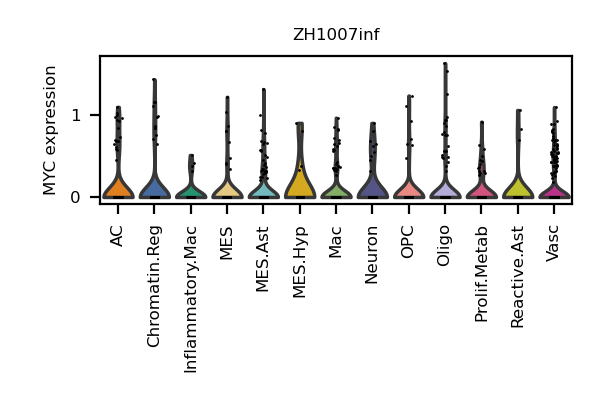 ZH1007inf
MYC expression
1
0
AC
Chromatin.Reg
Inflammatory.Mac
MES
MES.Ast
MES.Hyp
Mac
Neuron
OPC
Oligo
Prolif.Metab
Reactive.Ast
Vasc